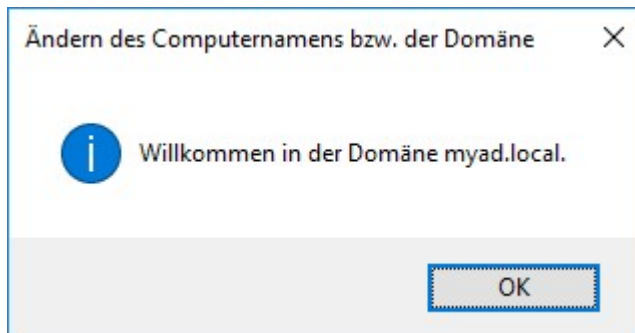 Ändern des Computernamens bzw. der Domäne
Willkommen in der Domäne myad.local.
OK